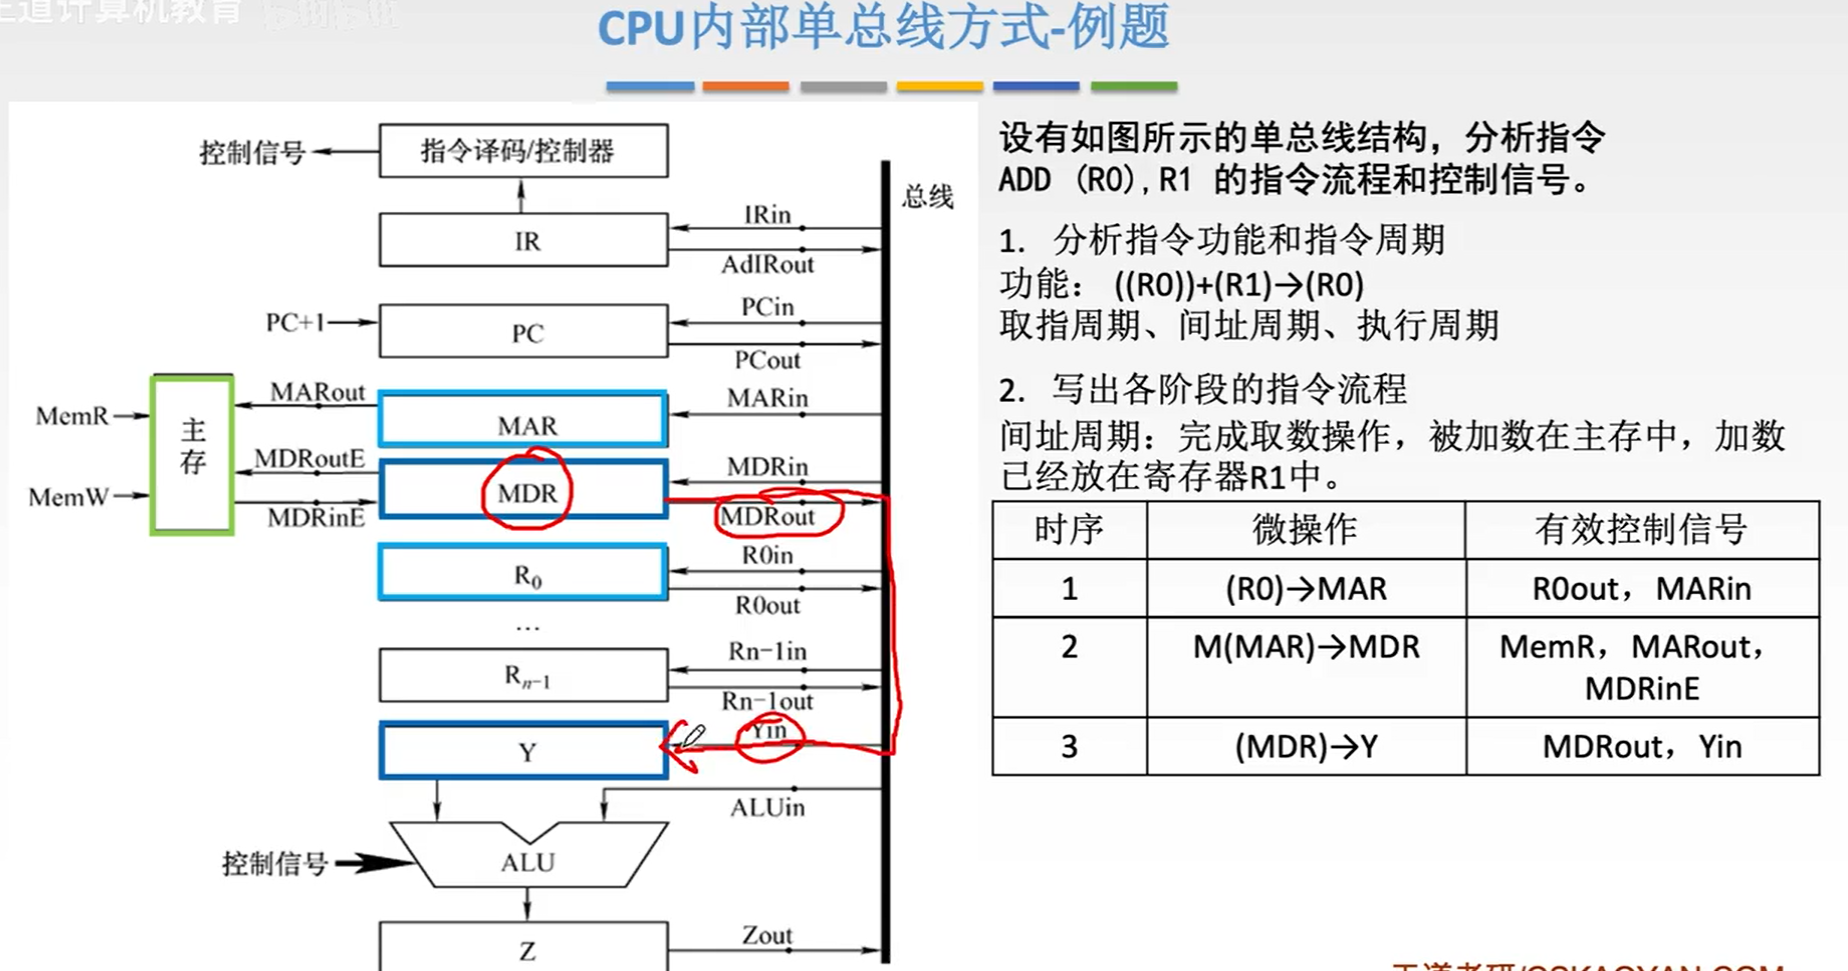 王道计算机教育
CPU内部单总线方式-例题
控制信号
指令译码/控制器
总线
IRin
IR
AdIRout
PCin
PC+1
PC
PCout
MARout
MARin
MemR
主存
MAR
MDRoutE
MDRin
MDR
MemW
MDRinE
MDRout
R0in
R0
R0out
…
Rn-1in
Rn-1
Rn-1out
Yin
Y
ALUin
控制信号
ALU
Zout
Z
设有如图所示的单总线结构，分析指令
ADD (R0),R1 的指令流程和控制信号。
1. 分析指令功能和指令周期
功能： ((R0))+(R1)→(R0)
取指周期、间址周期、执行周期
2. 写出各阶段的指令流程
间址周期：完成取数操作，被加数在主存中，加数
已经放在寄存器R1中。
时序 微操作 有效控制信号
1 (R0)→MAR R0out，MARin
2 M(MAR)→MDR MemR，MARout，
MDRinE
3 (MDR)→Y MDRout，Yin
王道考研/CSKAOYAN.COM